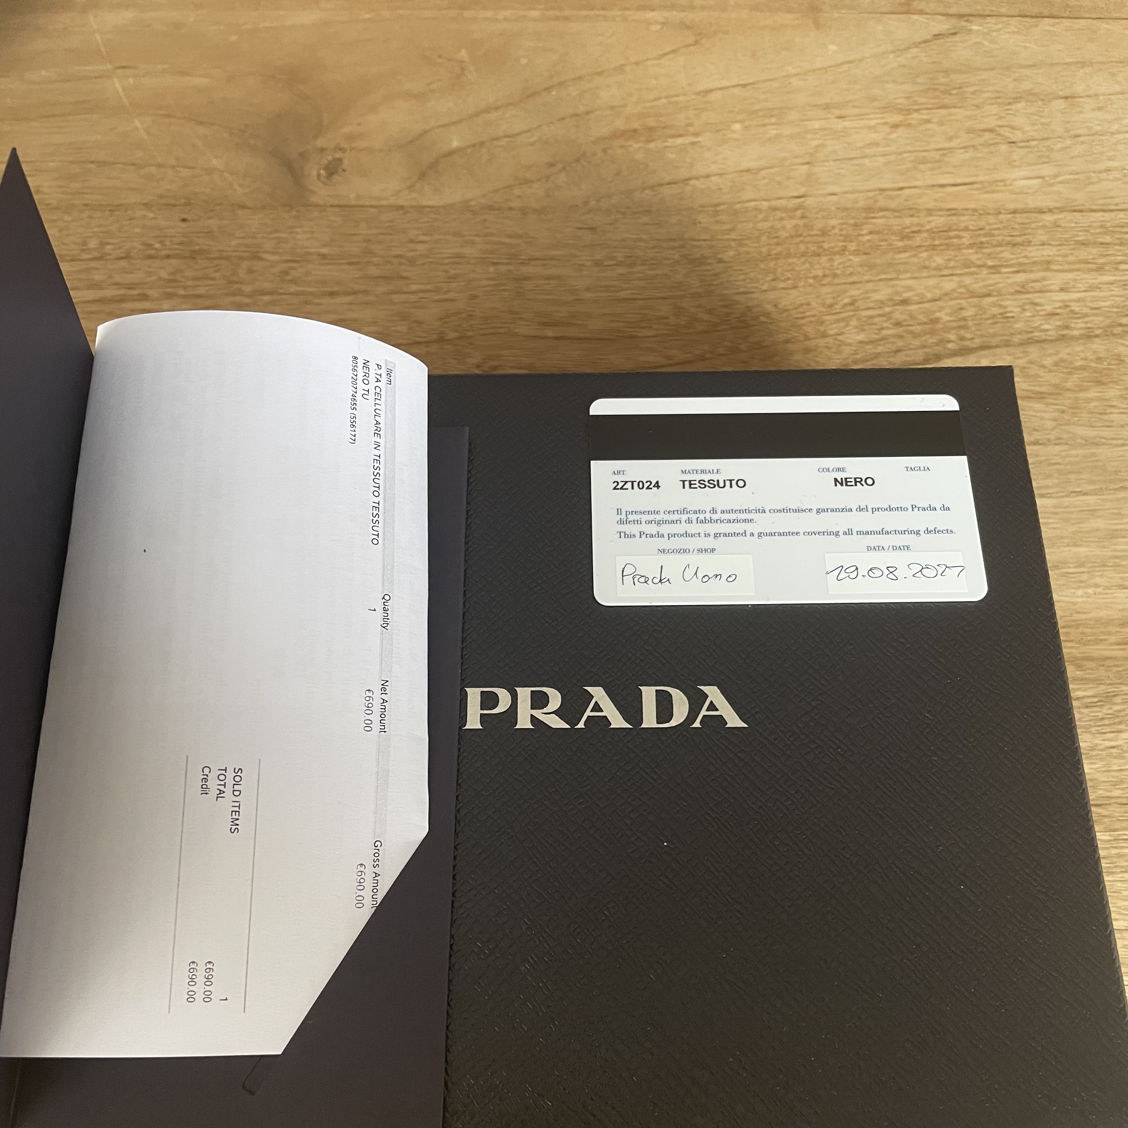 Item
Quantity
Net Amount
Gross Amount
P.TA CELLULARE IN TESSUTO TESSUTO
NERO TU
8056720774655 (556177)
1
€690.00
€690.00
SOLD ITEMS 1
TOTAL €690.00
Credit €690.00
ART. MATERIALE COLORE TAGLIA
2ZT024 TESSUTO NERO
Il presente certificato di autenticità costituisce garanzia del prodotto Prada da
difetti originari di fabbricazione.
This Prada product is granted a guarantee covering all manufacturing defects.
NEGOZIO / SHOP DATA / DATE
Prada Uomo 19.08.2021
PRADA